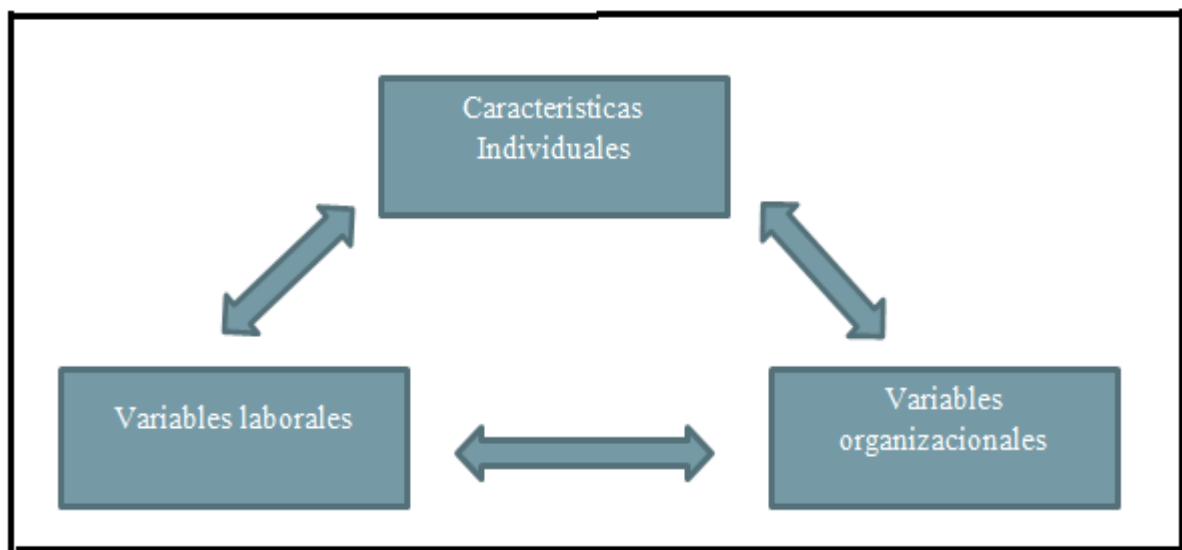 Caracteristicas
Individuales
Variables laborales
Variables
organizacionales